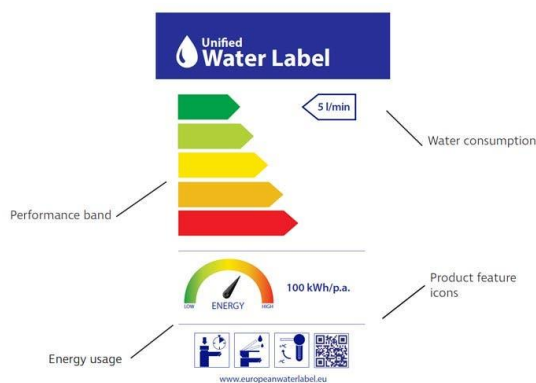 Unified
Water Label
5 l/min
Water consumption
Performance band
100 kWh/p.a.
LOW
ENERGY
HIGH
Product feature
icons
Energy usage
www.europeanwaterlabel.eu